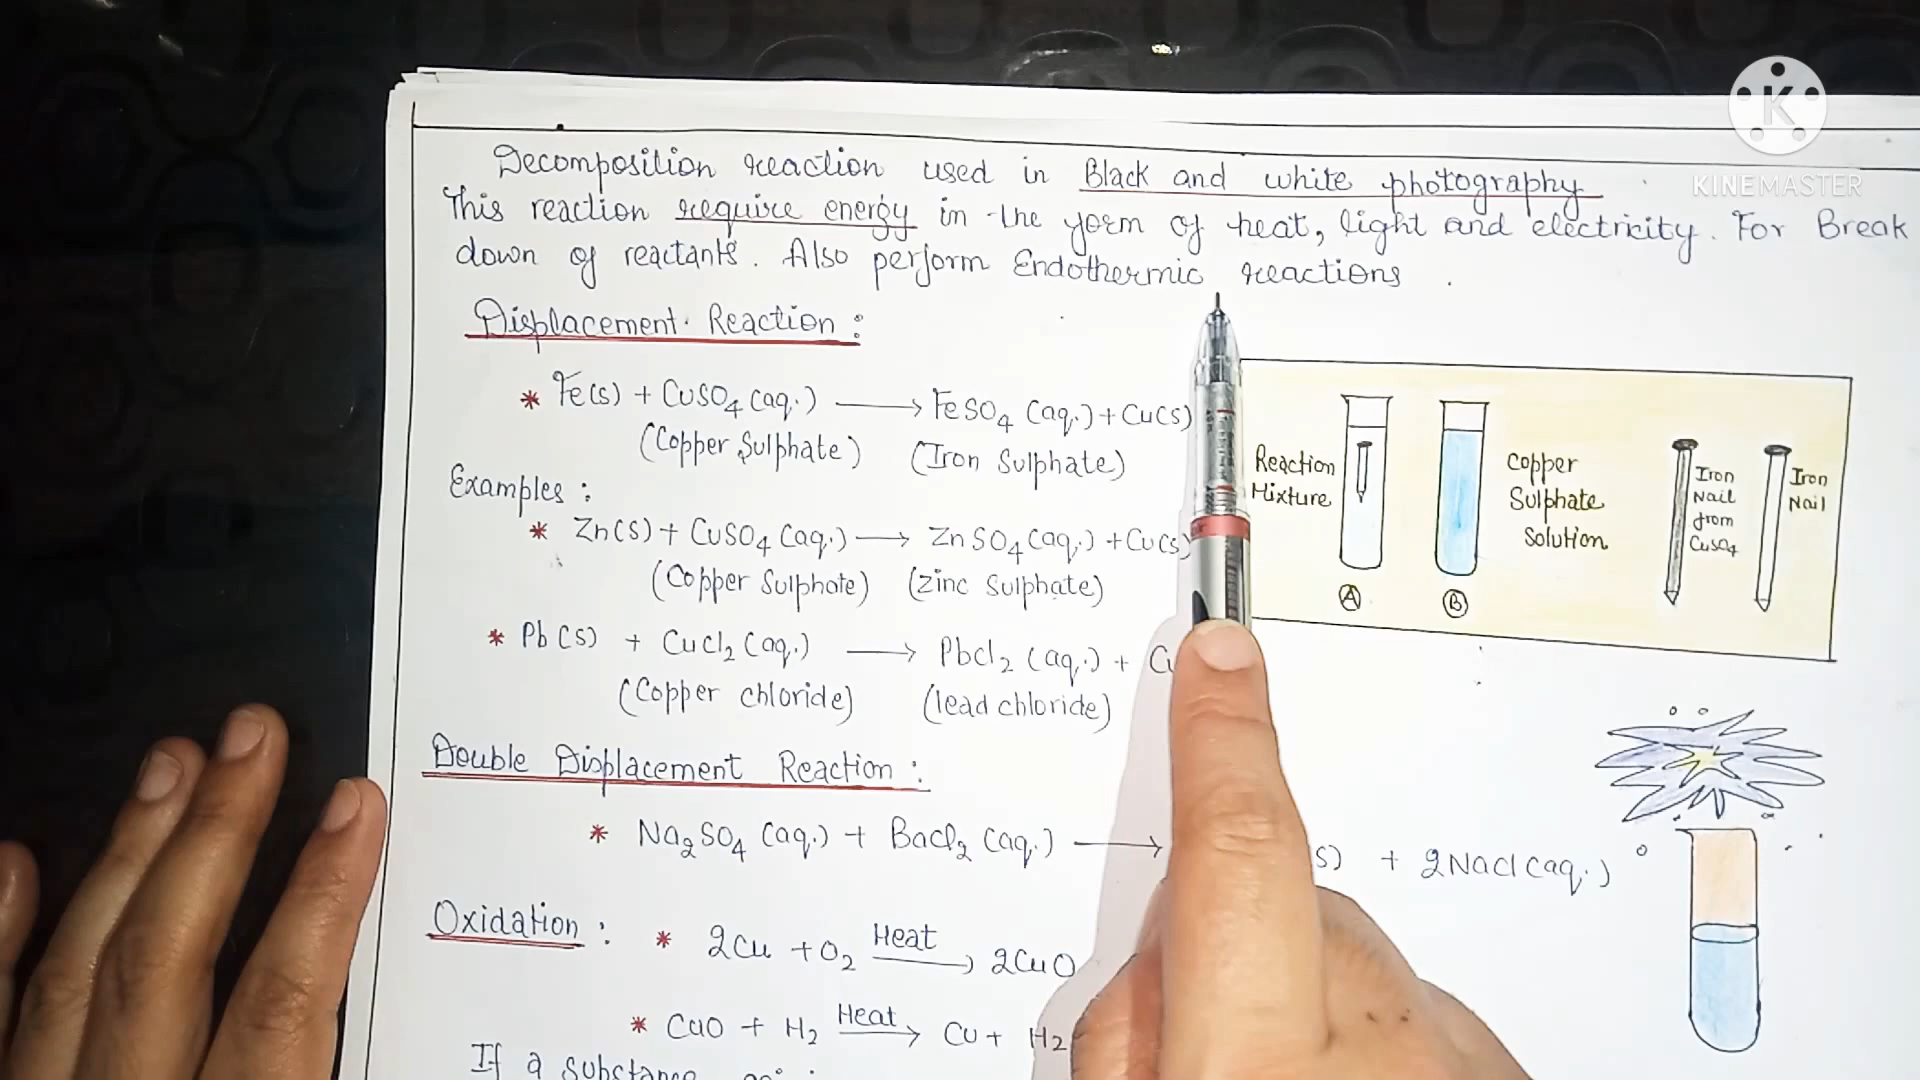 KINEMASTER
Decomposition reaction used in Black and white photography
This reaction require energy in the form of heat, light and electricity. For Break
down of reactants. Also perform Endothermic reactions.
Displacement Reaction:
* Fe(s) + CuSO₄ (aq.) → FeSO₄ (aq.) + Cu(s)
(Copper Sulphate) (Iron Sulphate)
Examples:
* Zn(s) + CuSO₄ (aq.) → ZnSO₄ (aq.) + Cu(s)
(Copper Sulphate) (Zinc Sulphate)
* Pb(s) + CuCl₂ (aq.) → PbCl₂ (aq.) +
(Copper chloride) (lead chloride)
Reaction
Mixture
A
B
Copper
Sulphate
Solution
Iron
Nail
from
CuSO₄
Iron
Nail
Double Displacement Reaction:
* Na₂SO₄ (aq.) + BaCl₂ (aq.) → s) + 2NaCl (aq.)
Oxidation: * 2Cu + O₂ Heat → 2CuO
* CuO + H₂ Heat → Cu + H₂
If a substance